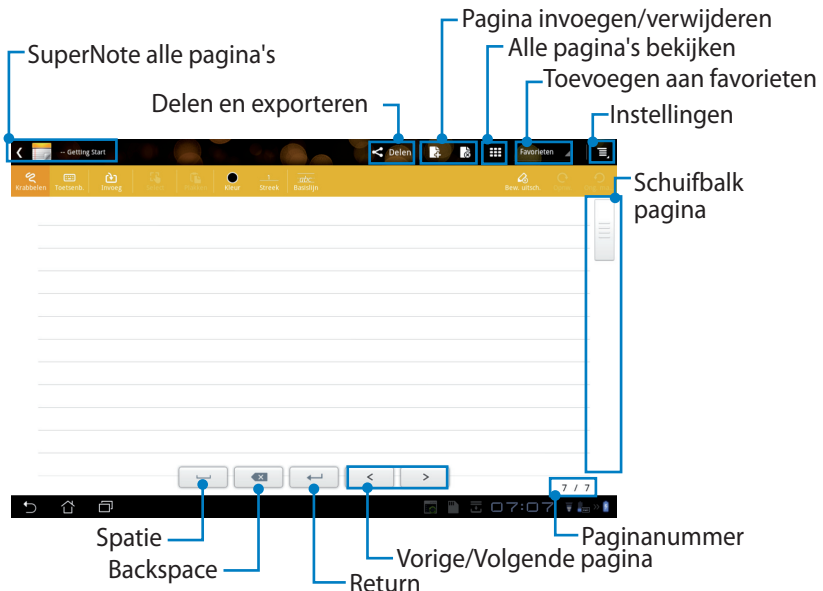 Pagina invoegen/verwijderen
SuperNote alle pagina's
Alle pagina's bekijken
Toevoegen aan favorieten
Delen en exporteren
Instellingen
-- Getting Start
Delen
Favorieten
Krabbelen Toetsenb. Invoeg Kleur Streek Basislijn Bew. uitsch.
abc
Schuifbalk
pagina
7 / 7
07:07
Spatie
Paginanummer
Vorige/Volgende pagina
Backspace
Return